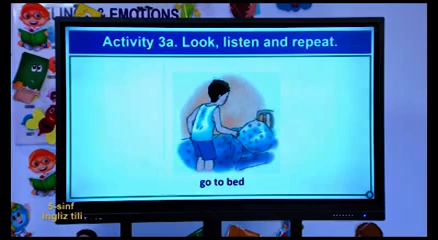 & EMOTIONS
Activity 3a. Look, listen and repeat.
go to bed
5-sinf
Ingliz tili